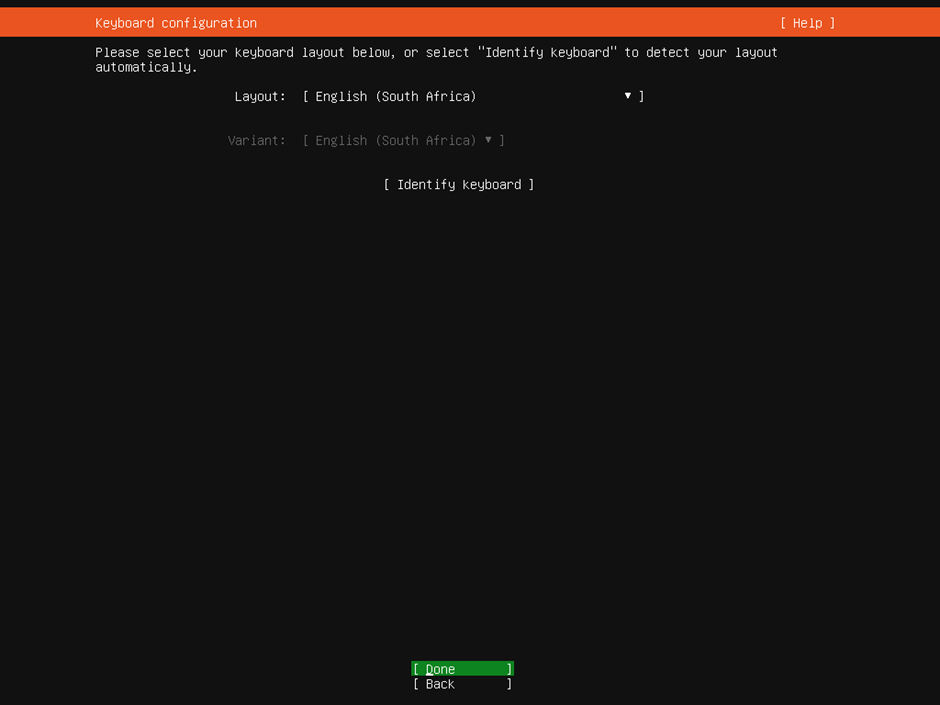 Keyboard configuration [ Help ]
Please select your keyboard layout below, or select "Identify keyboard" to detect your layout
automatically.
Layout: [ English (South Africa) ▼ ]
Variant: [ English (South Africa) ▼ ]
[ Identify keyboard ]
[ Done ]
[ Back ]